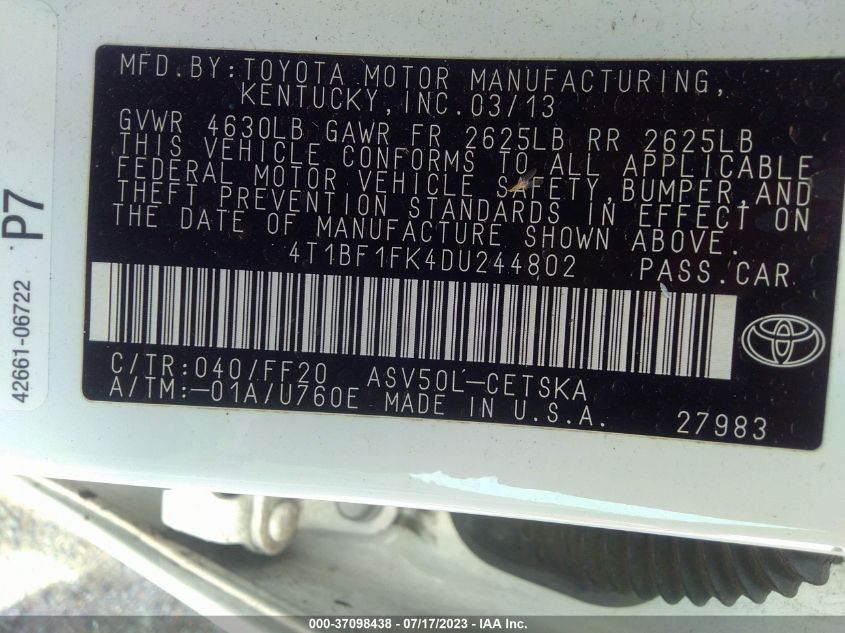 MFD.BY:TOYOTA MOTOR MANUFACTURING,
KENTUCKY,INC.03/13
GVWR 4630LB GAWR FR 2625LB RR 2625LB
THIS VEHICLE CONFORMS TO ALL APPLICABLE
FEDERAL MOTOR VEHICLE SAFETY,BUMPER,AND
THEFT PREVENTION STANDARDS IN EFFECT ON
THE DATE OF MANUFACTURE SHOWN ABOVE.
4T1BF1FK4DU244802 PASS.CAR
C/TR:040/FF20 ASV50L-CETSKA
A/TM:-01A/U760E MADE IN U.S.A.
27983
42661-06722 P7
000-37098438 - 07/17/2023 - IAA Inc.